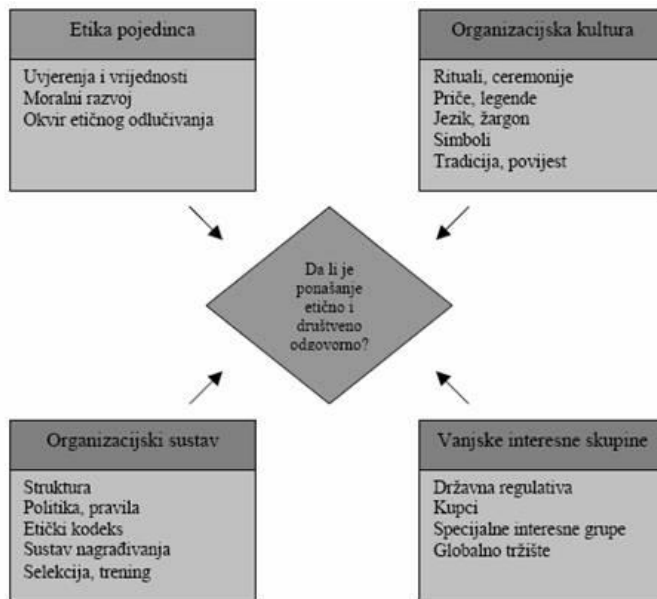 Etika pojedinca
Uvjerenja i vrijednosti
Moralni razvoj
Okvir etičnog odlučivanja
Organizacijska kultura
Rituali, ceremonije
Priče, legende
Jezik, žargon
Simboli
Tradicija, povijest
Da li je
ponašanje
etično i
društveno
odgovorno?
Organizacijski sustav
Struktura
Politika, pravila
Etički kodeks
Sustav nagrađivanja
Selekcija, trening
Vanjske interesne skupine
Državna regulativa
Kupci
Specijalne interesne grupe
Globalno tržište